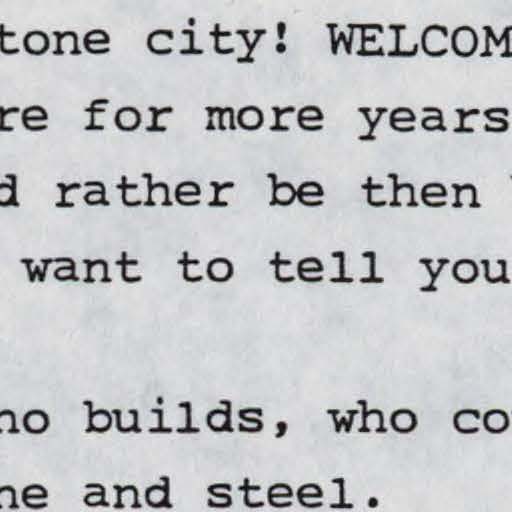 tone city! WELCOM
re for more years
d rather be then
want to tell you
ho builds, who co
ne and steel.